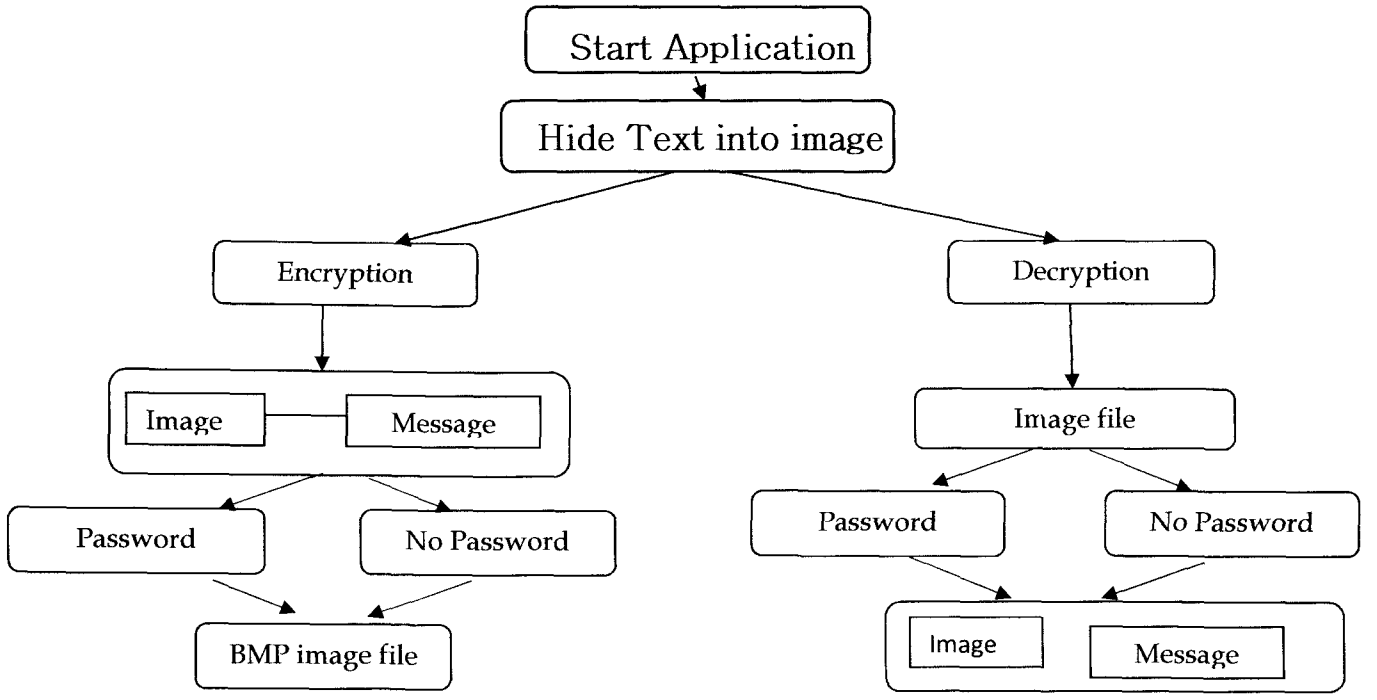 Start Application
Hide Text into image
Encryption
Decryption
Image
Message
Image file
Password
No Password
Password
No Password
BMP image file
Image
Message